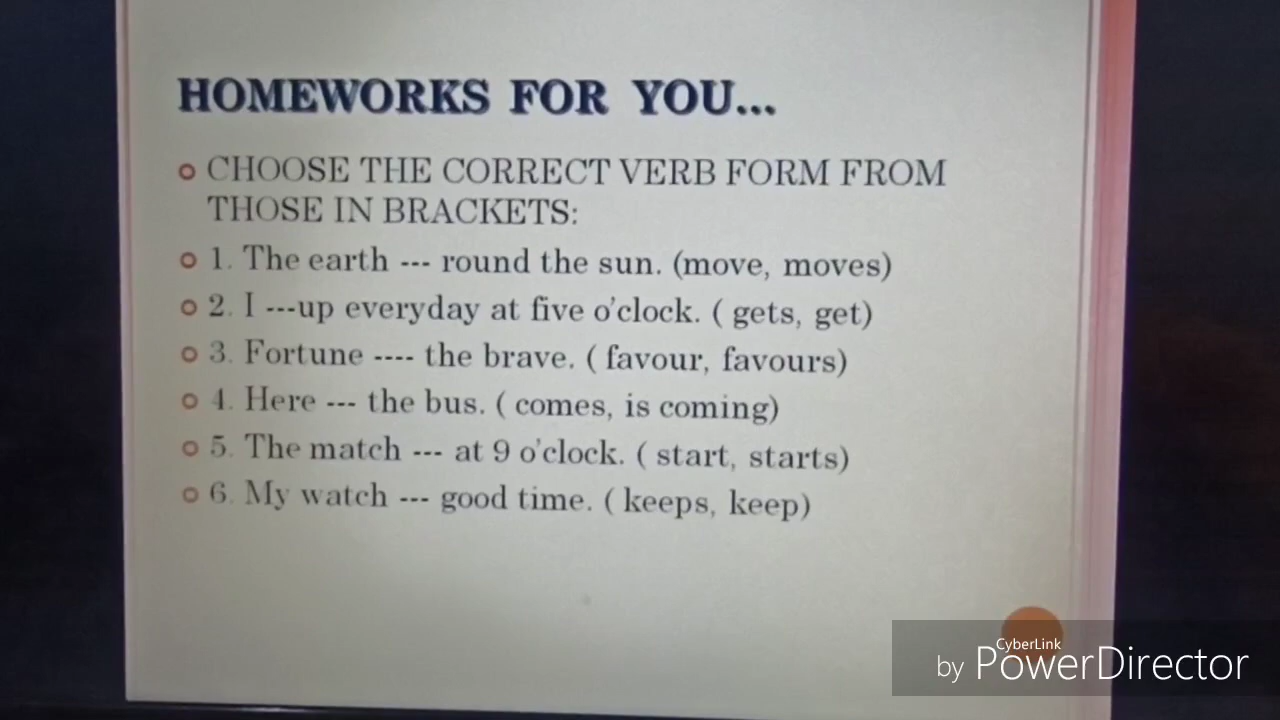 HOMEWORKS FOR YOU...
CHOOSE THE CORRECT VERB FORM FROM
THOSE IN BRACKETS:
1. The earth --- round the sun. (move, moves)
2. I ---up everyday at five o'clock. ( gets, get)
3. Fortune ---- the brave. ( favour, favours)
4. Here --- the bus. ( comes, is coming)
5. The match --- at 9 o'clock. ( start, starts)
6. My watch --- good time. ( keeps, keep)
CyberLink
by PowerDirector